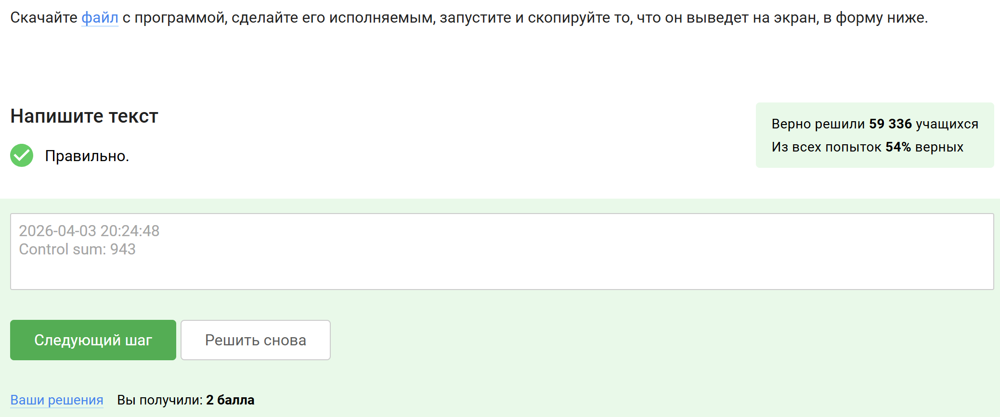 Скачайте файл с программой, сделайте его исполняемым, запустите и скопируйте то, что он выведет на экран, в форму ниже.
Напишите текст
Верно решили 59 336 учащихся
Из всех попыток 54% верных
Правильно.
2026-04-03 20:24:48
Control sum: 943
Следующий шаг
Решить снова
Ваши решения
Вы получили: 2 балла